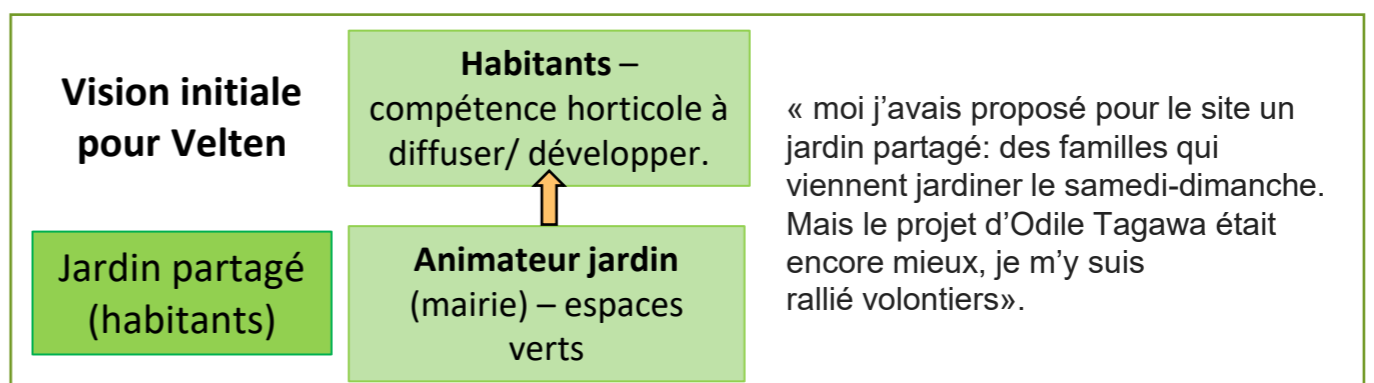 Vision initiale
pour Velten
Jardin partagé
(habitants)
Habitants –
compétence horticole à
diffuser/ développer.
Animateur jardin
(mairie) – espaces
verts
« moi j’avais proposé pour le site un
jardin partagé: des familles qui
viennent jardiner le samedi-dimanche.
Mais le projet d’Odile Tagawa était
encore mieux, je m’y suis
rallié volontiers».